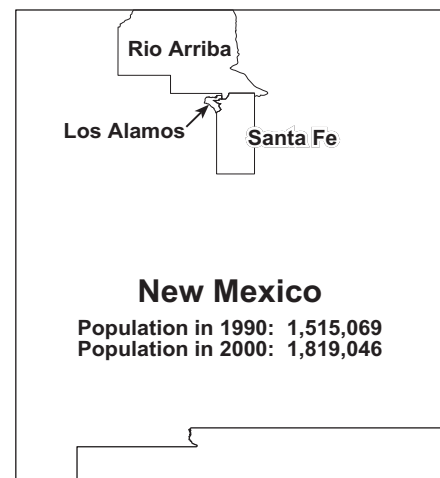 Rio Arriba
Los Alamos
Santa Fe
New Mexico
Population in 1990: 1,515,069
Population in 2000: 1,819,046